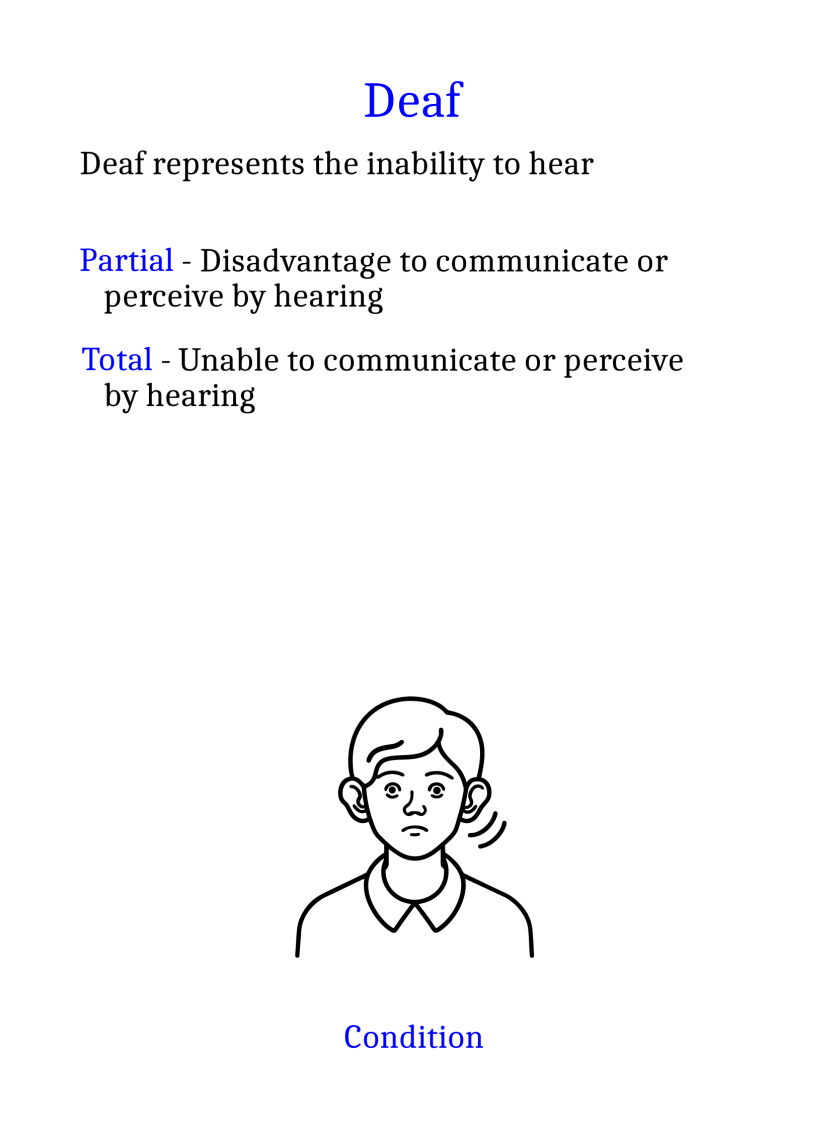 Deaf
Deaf represents the inability to hear
Partial - Disadvantage to communicate or
perceive by hearing
Total - Unable to communicate or perceive
by hearing
Condition